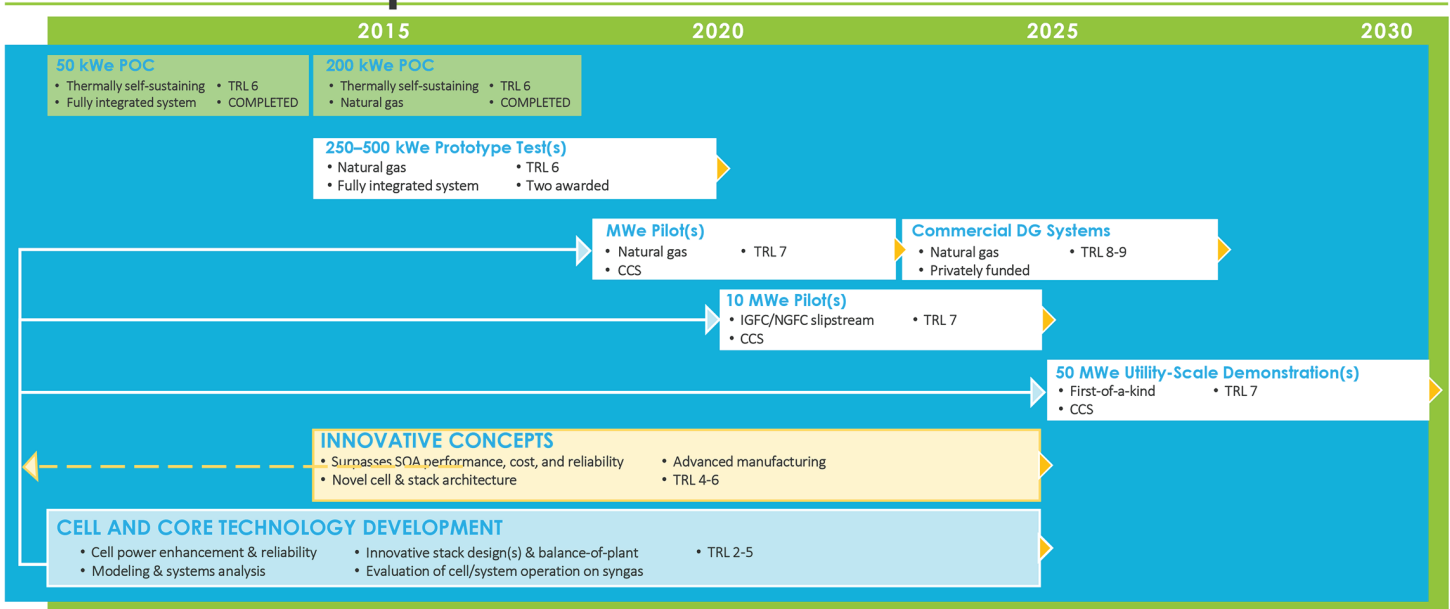 2015 2020 2025 2030
50 kWe POC
• Thermally self-sustaining • TRL 6
• Fully integrated system • COMPLETED
200 kWe POC
• Thermally self-sustaining • TRL 6
• Natural gas • COMPLETED
250–500 kWe Prototype Test(s)
• Natural gas • TRL 6
• Fully integrated system • Two awarded
MWe Pilot(s)
• Natural gas • TRL 7
• CCS
Commercial DG Systems
• Natural gas • TRL 8-9
• Privately funded
10 MWe Pilot(s)
• IGFC/NGFC slipstream • TRL 7
• CCS
50 MWe Utility-Scale Demonstration(s)
• First-of-a-kind • TRL 7
• CCS
INNOVATIVE CONCEPTS
• Surpasses SOA performance, cost, and reliability • Advanced manufacturing
• Novel cell & stack architecture • TRL 4-6
CELL AND CORE TECHNOLOGY DEVELOPMENT
• Cell power enhancement & reliability • Innovative stack design(s) & balance-of-plant • TRL 2-5
• Modeling & systems analysis • Evaluation of cell/system operation on syngas